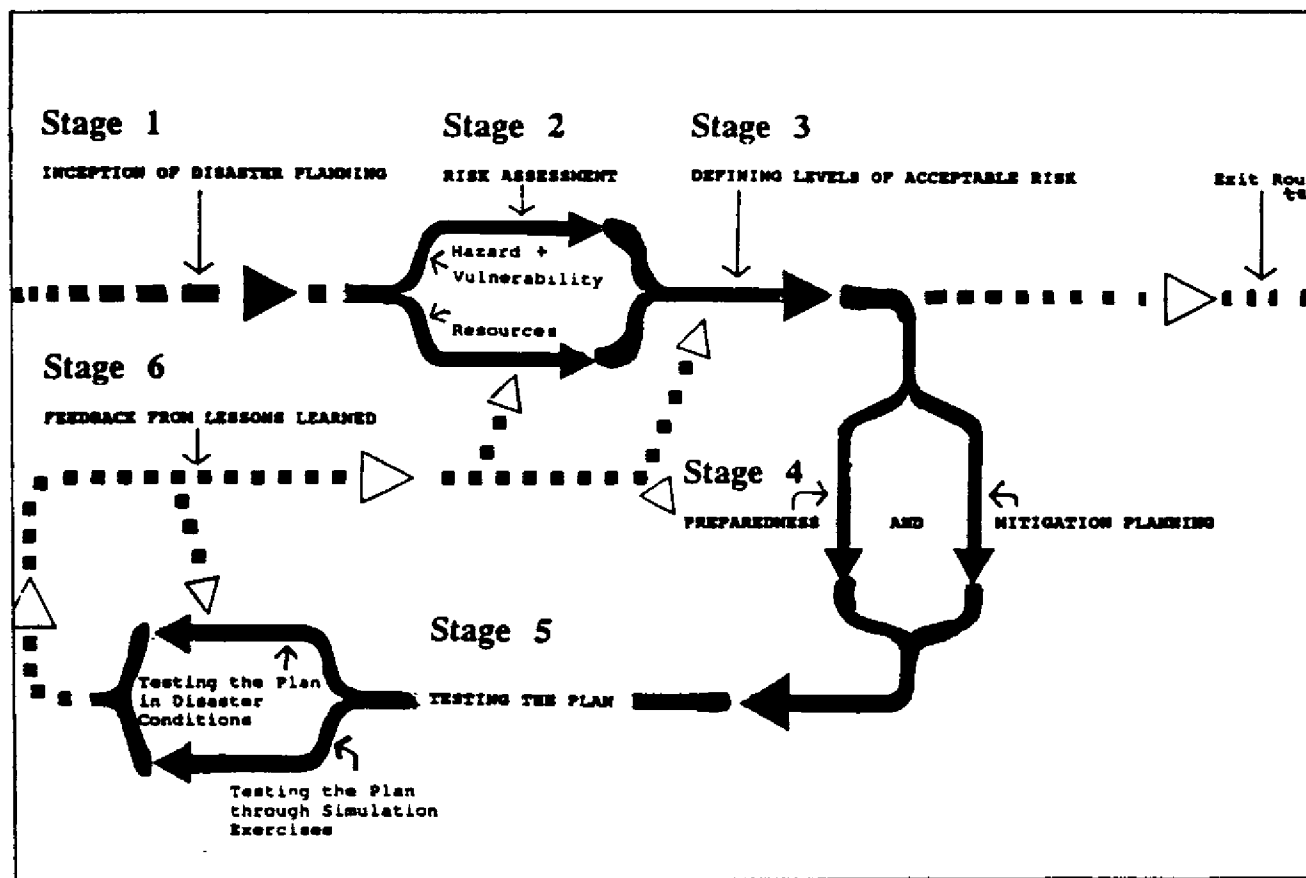 Stage 1
INCEPTION OF DISASTER PLANNING
Stage 2
RISK ASSESSMENT
Hazard +
Vulnerability
Resources
Stage 3
DEFINING LEVELS OF ACCEPTABLE RISK
Exit
Stage 6
FEEDBACK FROM LESSONS LEARNED
Stage 4
PREPAREDNESS AND MITIGATION PLANNING
Stage 5
TESTING THE PLAN
Testing the Plan
in Disaster
Conditions
Testing the Plan
through Simulation
Exercises